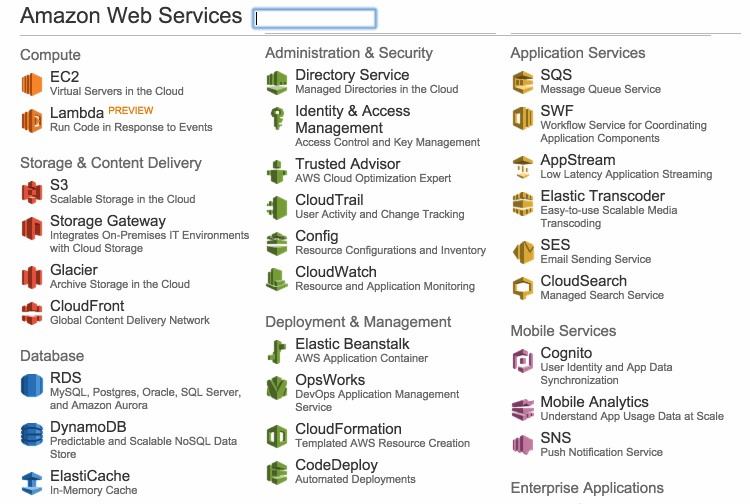 Amazon Web Services
Compute
EC2
Virtual Servers in the Cloud
Lambda PREVIEW
Run Code in Response to Events
Storage & Content Delivery
S3
Scalable Storage in the Cloud
Storage Gateway
Integrates On-Premises IT Environments
with Cloud Storage
Glacier
Archive Storage in the Cloud
CloudFront
Global Content Delivery Network
Database
RDS
MySQL, Postgres, Oracle, SQL Server,
and Amazon Aurora
DynamoDB
Predictable and Scalable NoSQL Data
Store
ElastiCache
In-Memory Cache
Administration & Security
Directory Service
Managed Directories in the Cloud
Identity & Access
Management
Access Control and Key Management
Trusted Advisor
AWS Cloud Optimization Expert
CloudTrail
User Activity and Change Tracking
Config
Resource Configurations and Inventory
CloudWatch
Resource and Application Monitoring
Deployment & Management
Elastic Beanstalk
AWS Application Container
OpsWorks
DevOps Application Management
Service
CloudFormation
Templated AWS Resource Creation
CodeDeploy
Automated Deployments
Application Services
SQS
Message Queue Service
SWF
Workflow Service for Coordinating
Application Components
AppStream
Low Latency Application Streaming
Elastic Transcoder
Easy-to-use Scalable Media
Transcoding
SES
Email Sending Service
CloudSearch
Managed Search Service
Mobile Services
Cognito
User Identity and App Data
Synchronization
Mobile Analytics
Understand App Usage Data at Scale
SNS
Push Notification Service
Enterprise Applications